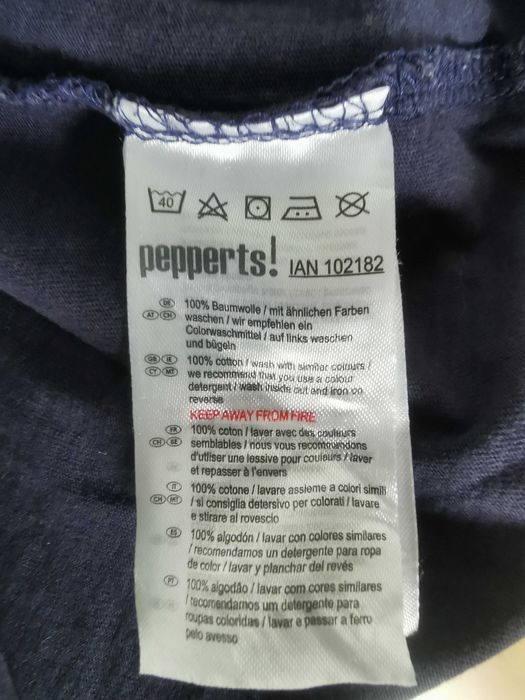 40
pepperts! IAN 102182
DE AT CH 100% Baumwolle / mit ähnlichen Farben
waschen / wir empfehlen ein
Colorwaschmittel / auf links waschen
und bügeln
GB IE CY MT 100% cotton / wash with similar colours /
we recommend that you use a colour
detergent / wash inside out and iron on
reverse
KEEP AWAY FROM FIRE
FR CH BE 100% coton / laver avec des couleurs
semblables / nous vous recommandons
d'utiliser une lessive pour couleurs / laver
et repasser à l'envers
IT CH MT 100% cotone / lavare assieme a colori simili
/ si consiglia detersivo per colorati / lavare
e stirare al rovescio
ES 100% algodón / lavar con colores similares
/ recomendamos un detergente para ropa
de color / lavar y planchar del revés
PT 100% algodão / lavar com cores similares
/ recomendamos um detergente para
roupas coloridas / lavar e passar a ferro
pelo avesso